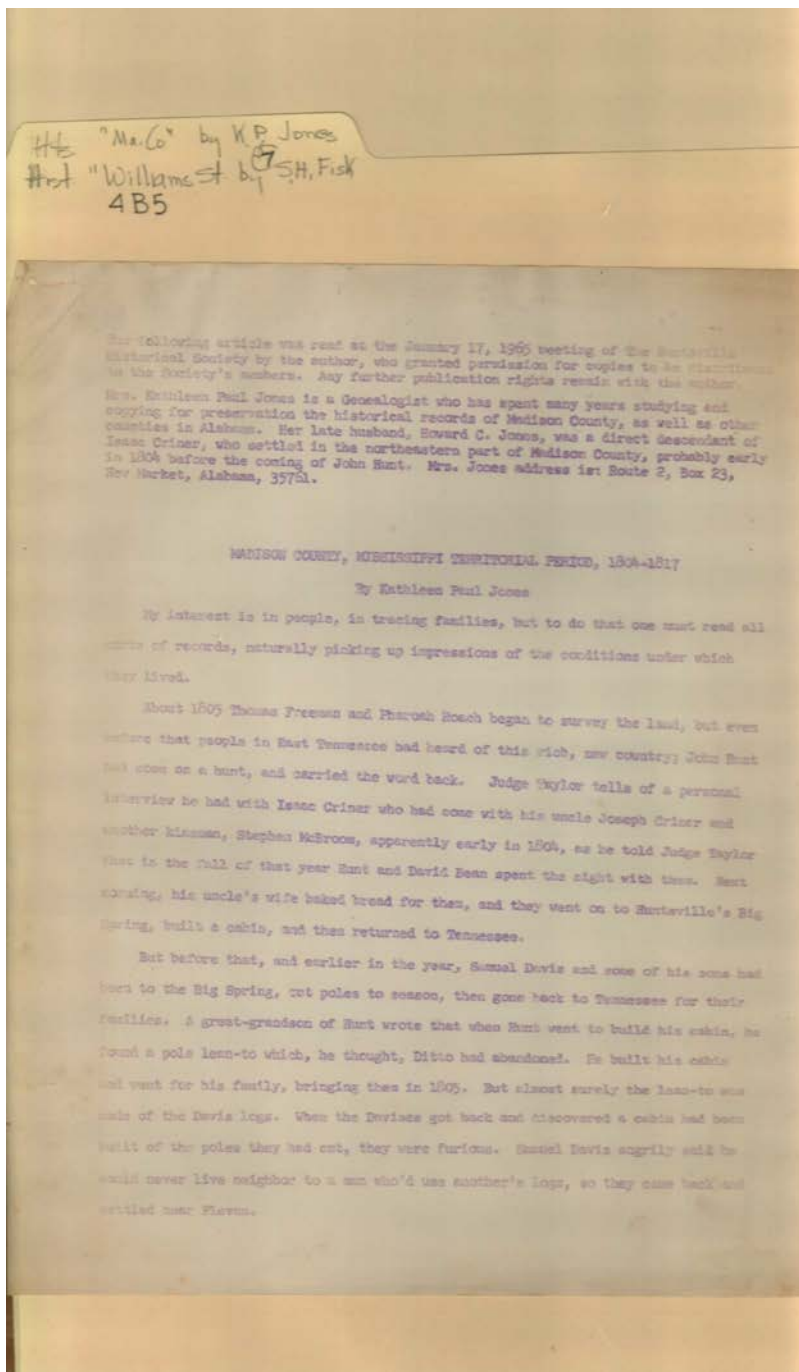 Hts "Ma. Co" by K.P. Jones
Hist "Williams St by S.H. Fisk
7
4B5
The following article was read at the January 17, 1965 meeting of The Huntsville
Historical Society by the author, who granted permission for copies to be distributed
to the Society's members. Any further publication rights remain with the author.
Mrs. Kathleen Paul Jones is a Genealogist who has spent many years studying and
copying for preservation the historical records of Madison County, as well as other
counties in Alabama. Her late husband, Howard C. Jones, was a direct descendant of
Isaac Criner, who settled in the northeastern part of Madison County, probably early
in 1804 before the coming of John Hunt. Mrs. Jones address is: Route 2, Box 23,
New Market, Alabama, 35761.
MADISON COUNTY, MISSISSIPPI TERRITORIAL PERIOD, 1804-1817
By Kathleen Paul Jones
My interest is in people, in tracing families, but to do that one must read all
sorts of records, naturally picking up impressions of the conditions under which
they lived.
About 1805 Thomas Freeman and Pharoah Roach began to survey the land, but even
before that people in East Tennessee had heard of this rich, new country; John Hunt
had come on a hunt, and carried the word back. Judge Taylor tells of a personal
interview he had with Isaac Criner who had come with his uncle Joseph Criner and
another kinsman, Stephen McBroom, apparently early in 1804, as he told Judge Taylor
that in the fall of that year Hunt and David Bean spent the night with them. Next
morning, his uncle's wife baked bread for them, and they went on to Huntsville's Big
Spring, built a cabin, and then returned to Tennessee.
But before that, and earlier in the year, Samuel Davis and some of his sons had
been to the Big Spring, cut poles to season, then gone back to Tennessee for their
families. A great-grandson of Hunt wrote that when Hunt went to build his cabin, he
found a pole lean-to which, he thought, Ditto had abandoned. He built his cabin
and went for his family, bringing them in 1805. But almost surely the lean-to was
made of the Davis logs. When the Davises got back and discovered a cabin had been
built of the poles they had cut, they were furious. Samuel Davis angrily said he
would never live neighbor to a man who'd use another's logs, so they came back and
settled near Plevna.